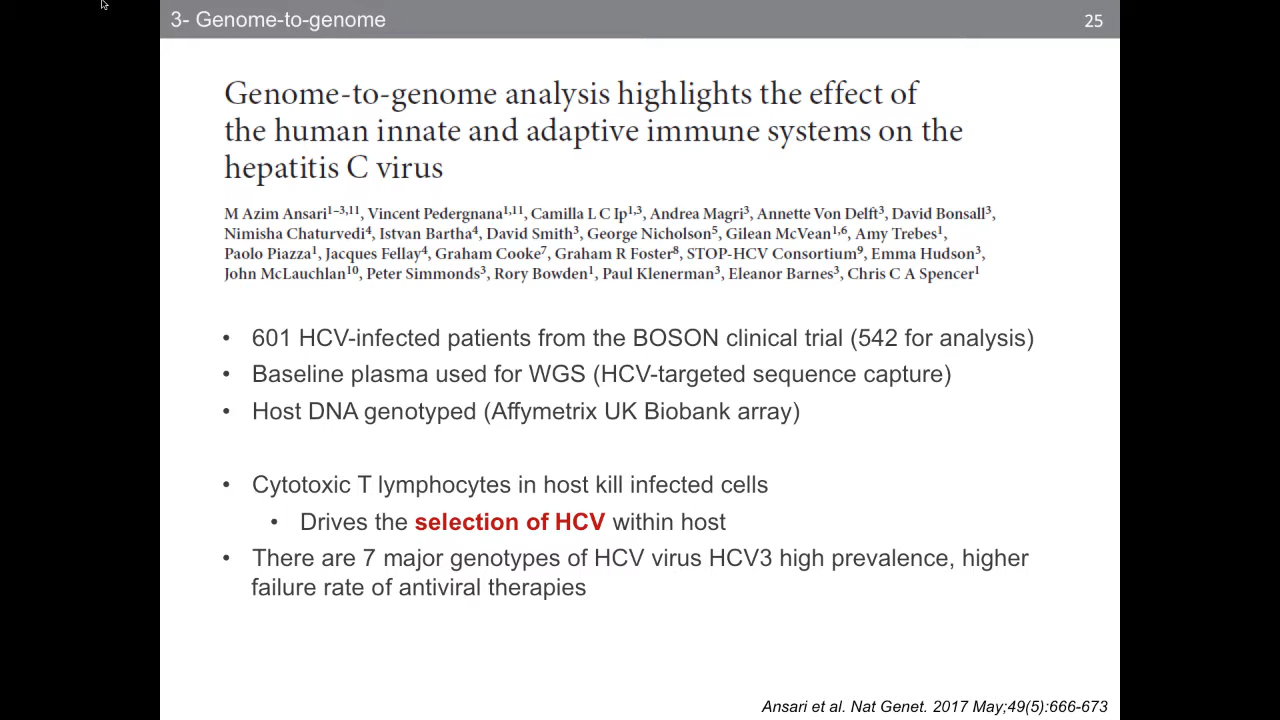 3- Genome-to-genome
25
Genome-to-genome analysis highlights the effect of
the human innate and adaptive immune systems on the
hepatitis C virus
M Azim Ansari1–3,11, Vincent Pedergnana1,11, Camilla L C Ip1,3, Andrea Magri3, Annette Von Delft3, David Bonsall3,
Nimisha Chaturvedi4, Istvan Bartha4, David Smith3, George Nicholson5, Gilean McVean1,6, Amy Trebes1,
Paolo Piazza1, Jacques Fellay4, Graham Cooke7, Graham R Foster8, STOP-HCV Consortium9, Emma Hudson3,
John McLauchlan10, Peter Simmonds3, Rory Bowden1, Paul Klenerman3, Eleanor Barnes3, Chris C A Spencer1
• 601 HCV-infected patients from the BOSON clinical trial (542 for analysis)
• Baseline plasma used for WGS (HCV-targeted sequence capture)
• Host DNA genotyped (Affymetrix UK Biobank array)
• Cytotoxic T lymphocytes in host kill infected cells
• Drives the selection of HCV within host
• There are 7 major genotypes of HCV virus HCV3 high prevalence, higher
failure rate of antiviral therapies
Ansari et al. Nat Genet. 2017 May;49(5):666-673